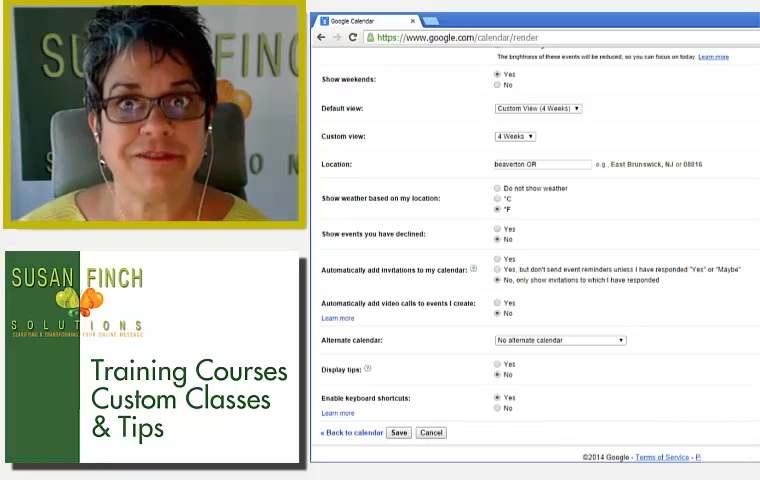 FINCH
SUSAN FINCH
SOLUTIONS
CLARIFYING & TRANSFORMING YOUR ONLINE MESSAGE
Training Courses
Custom Classes
& Tips
Google Calendar
https://www.google.com/calendar/render
The brightness of these events will be reduced, so you can focus on today. Learn more
Show weekends:
Yes
No
Default view:
Custom View (4 Weeks)
Custom view:
4 Weeks
Location:
beaverton OR
e.g., East Brunswick, NJ or 08816
Show weather based on my location:
Do not show weather
°C
°F
Show events you have declined:
Yes
No
Automatically add invitations to my calendar: ?
Yes
Yes, but don't send event reminders unless I have responded "Yes" or "Maybe"
No, only show invitations to which I have responded
Automatically add video calls to events I create:
Learn more
Yes
No
Alternate calendar:
No alternate calendar
Display tips: ?
Yes
No
Enable keyboard shortcuts:
Learn more
Yes
No
« Back to calendar Save Cancel
©2014 Google - Terms of Service - P